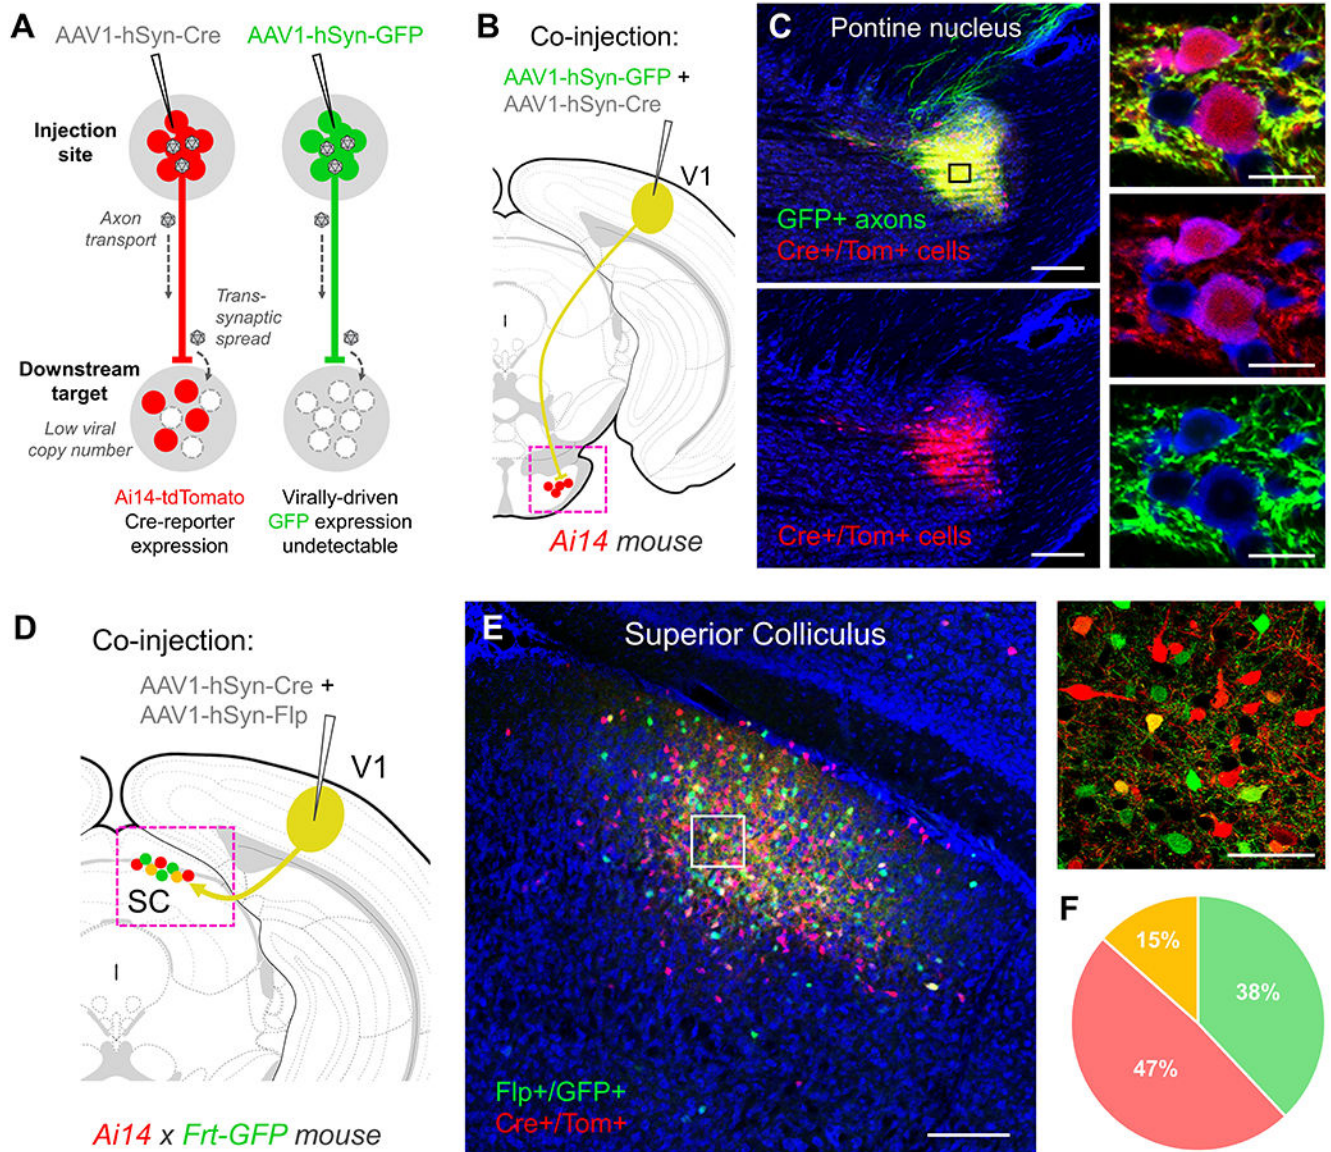 A
AAV1-hSyn-Cre
AAV1-hSyn-GFP
Injection
site
Axon
transport
Trans-
synaptic
spread
Downstream
target
Low viral
copy number
Ai14-tdTomato
Cre-reporter
expression
Virally-driven
GFP expression
undetectable
B
Co-injection:
AAV1-hSyn-GFP +
AAV1-hSyn-Cre
V1
Ai14 mouse
C
Pontine nucleus
GFP+ axons
Cre+/Tom+ cells
Cre+/Tom+ cells
D
Co-injection:
AAV1-hSyn-Cre +
AAV1-hSyn-Flp
V1
SC
Ai14 x Frt-GFP mouse
E
Superior Colliculus
Flp+/GFP+
Cre+/Tom+
F
15%
38%
47%